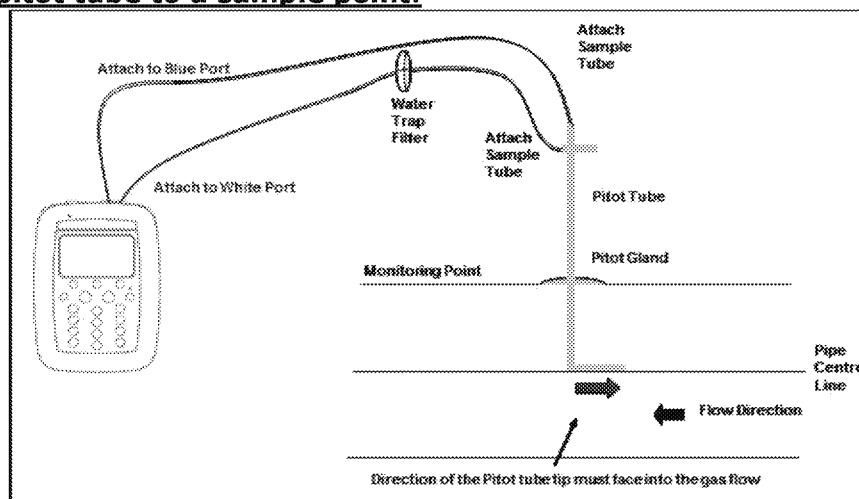 pitot tube to a sample point.
Attach
Sample
Tube
Attach to Blue Port
Water
Trap
Filter
Attach
Sample
Tube
Attach to White Port
Pitot Tube
Pitot Gland
Monitoring Point
Pipe
Centre
Line
Flow Direction
Direction of the Pitot tube tip must face into the gas flow